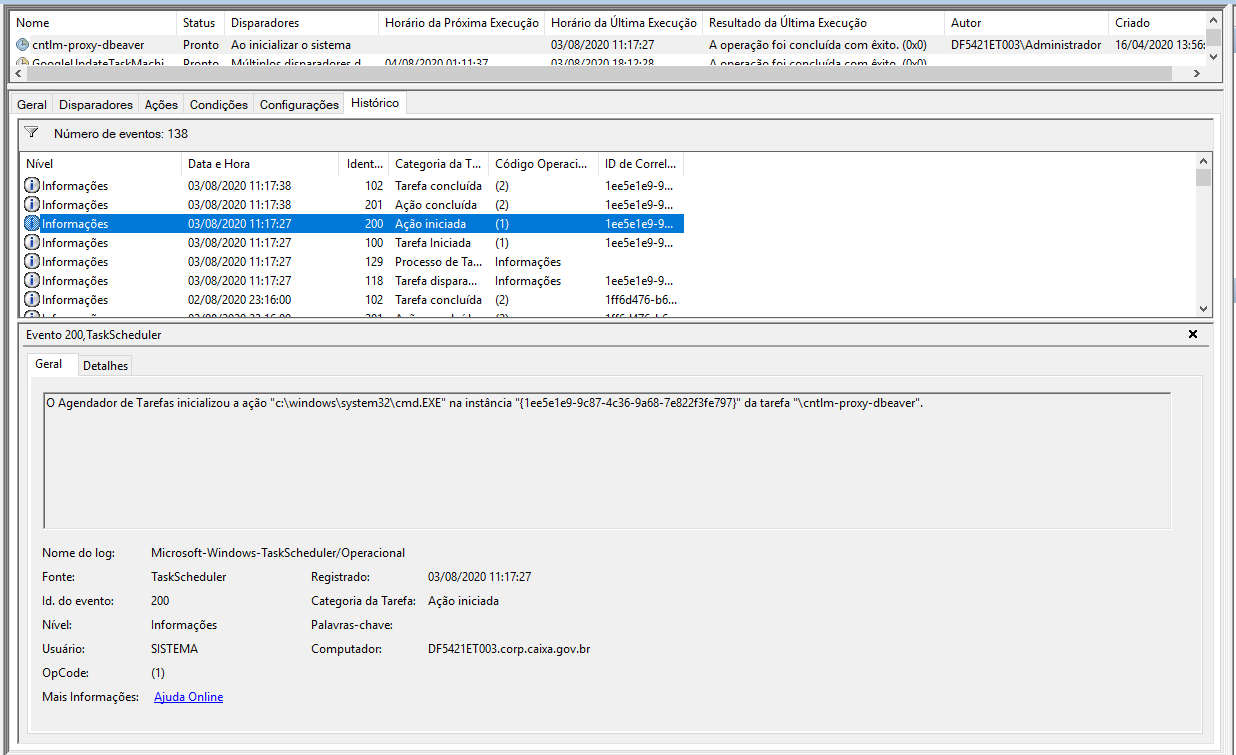 Nome Status Disparadores Horário da Próxima Execução Horário da Última Execução Resultado da Última Execução Autor Criado
cntlm-proxy-dbeaver Pronto Ao inicializar o sistema 03/08/2020 11:17:27 A operação foi concluída com êxito. (0x0) DF5421ET003\Administrador 16/04/2020 13:56:
GoogleUpdateTaskMachi Pronto Múltiplos disparadores d 04/08/2020 01:11:37 03/08/2020 18:12:28 A operação foi concluída com êxito. (0x0)
Geral Disparadores Ações Condições Configurações Histórico
Número de eventos: 138
Nível Data e Hora Ident... Categoria da T... Código Operaci... ID de Correl...
Informações 03/08/2020 11:17:38 102 Tarefa concluída (2) 1ee5e1e9-9...
Informações 03/08/2020 11:17:38 201 Ação concluída (2) 1ee5e1e9-9...
Informações 03/08/2020 11:17:27 200 Ação iniciada (1) 1ee5e1e9-9...
Informações 03/08/2020 11:17:27 100 Tarefa Iniciada (1) 1ee5e1e9-9...
Informações 03/08/2020 11:17:27 129 Processo de Ta... Informações
Informações 03/08/2020 11:17:27 118 Tarefa dispara... Informações 1ee5e1e9-9...
Informações 02/08/2020 23:16:00 102 Tarefa concluída (2) 1ff6d476-b6...
Evento 200,TaskScheduler
Geral Detalhes
O Agendador de Tarefas inicializou a ação "c:\windows\system32\cmd.EXE" na instância "{1ee5e1e9-9c87-4c36-9a68-7e822f3fe797}" da tarefa "\cntlm-proxy-dbeaver".
Nome do log: Microsoft-Windows-TaskScheduler/Operacional
Fonte: TaskScheduler Registrado: 03/08/2020 11:17:27
Id. do evento: 200 Categoria da Tarefa: Ação iniciada
Nível: Informações Palavras-chave:
Usuário: SISTEMA Computador: DF5421ET003.corp.caixa.gov.br
OpCode: (1)
Mais Informações: Ajuda Online